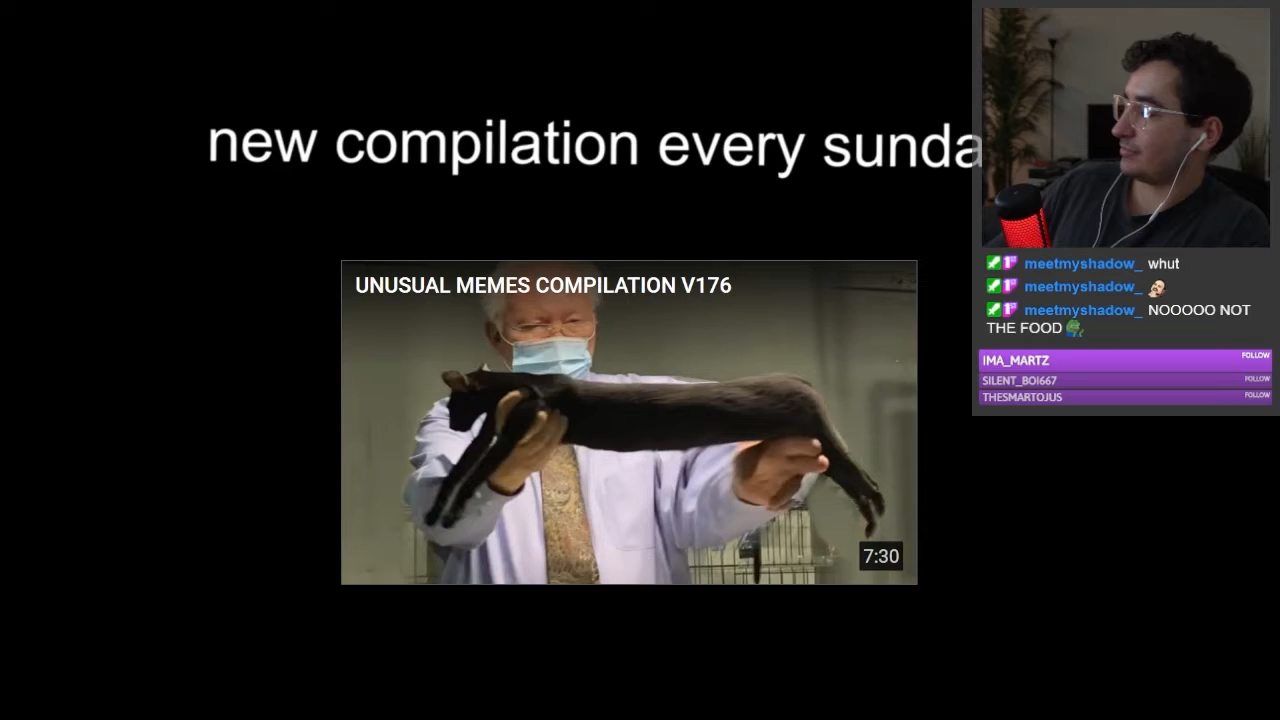 new compilation every sunda
UNUSUAL MEMES COMPILATION V176
7:30
meetmyshadow_ whut
meetmyshadow_
meetmyshadow_ NOOOOO NOT
THE FOOD
IMA_MARTZ FOLLOW
SILENT_BOI667 FOLLOW
THESMARTOJUS FOLLOW